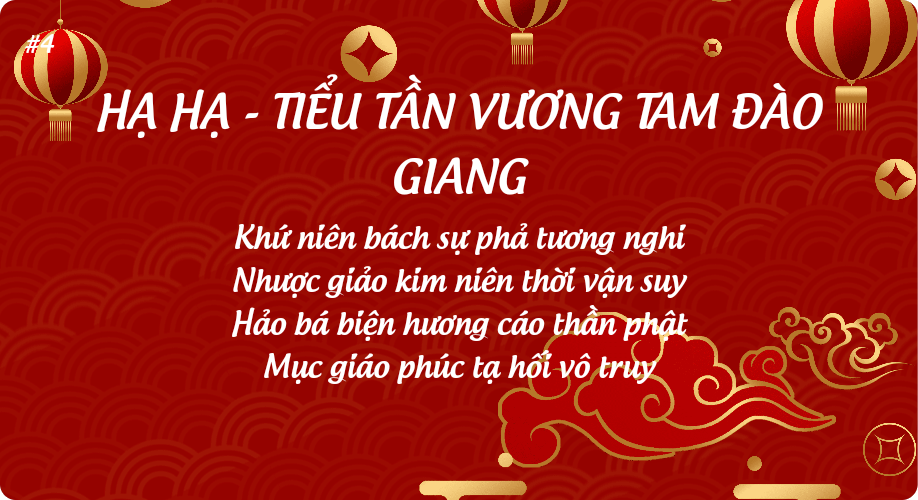 #4
HẠ HẠ - TIỂU TẦN VƯƠNG TAM ĐÀO
GIANG
Khứ niên bách sự phả tương nghi
Nhược giảo kim niên thời vận suy
Hảo bá biện hương cáo thần phật
Mục giáo phúc tạ hối vô truy